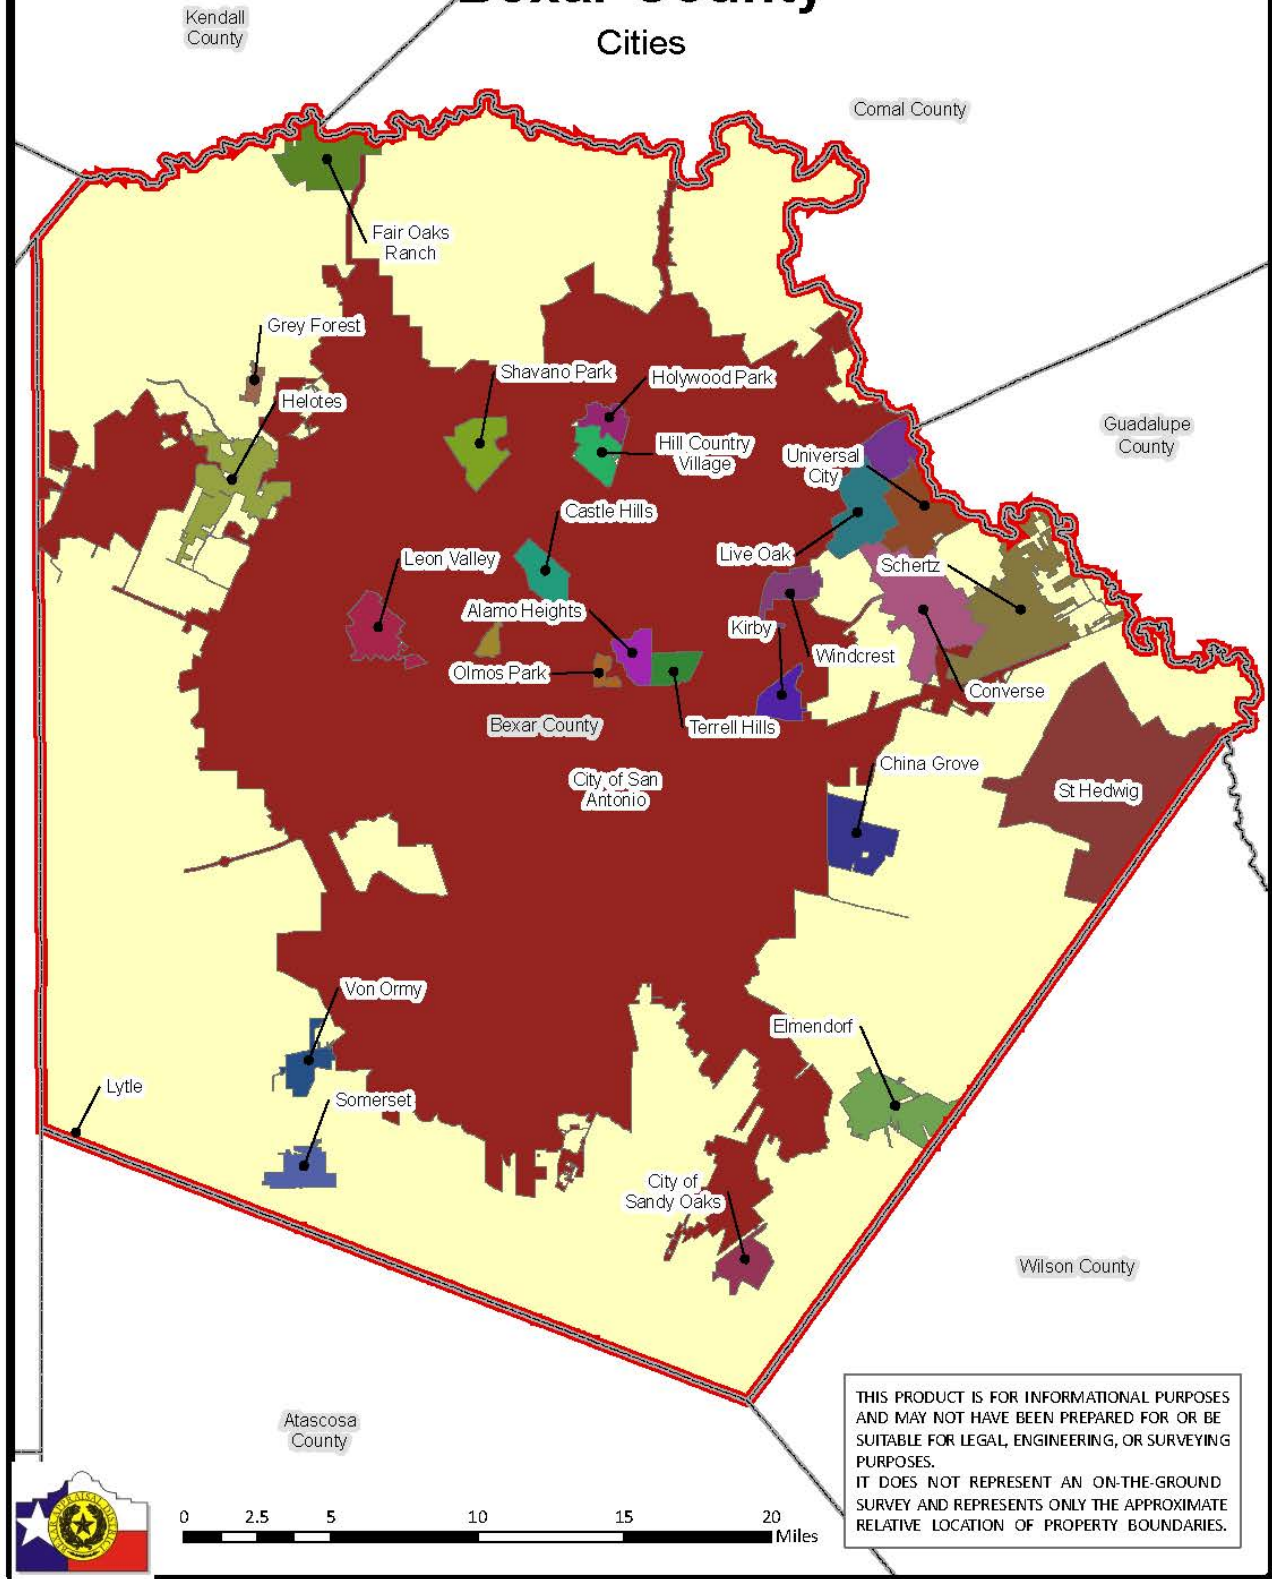 Bexar County
Cities
Kendall
County
Comal County
Fair Oaks
Ranch
Grey Forest
Helotes
Shavano Park
Holywood Park
Hill Country
Village
Guadalupe
County
Universal
City
Castle Hills
Leon Valley
Live Oak
Schertz
Alamo Heights
Kirby
Windcrest
Olmos Park
Converse
Bexar County
Terrell Hills
China Grove
City of San
Antonio
St Hedwig
Von Ormy
Elmendorf
Lytle
Somerset
City of
Sandy Oaks
Wilson County
Atascosa
County
THIS PRODUCT IS FOR INFORMATIONAL PURPOSES
AND MAY NOT HAVE BEEN PREPARED FOR OR BE
SUITABLE FOR LEGAL, ENGINEERING, OR SURVEYING
PURPOSES.
IT DOES NOT REPRESENT AN ON-THE-GROUND
SURVEY AND REPRESENTS ONLY THE APPROXIMATE
RELATIVE LOCATION OF PROPERTY BOUNDARIES.
0 2.5 5 10 15 20
Miles
BEXAR APPRAISAL DISTRICT